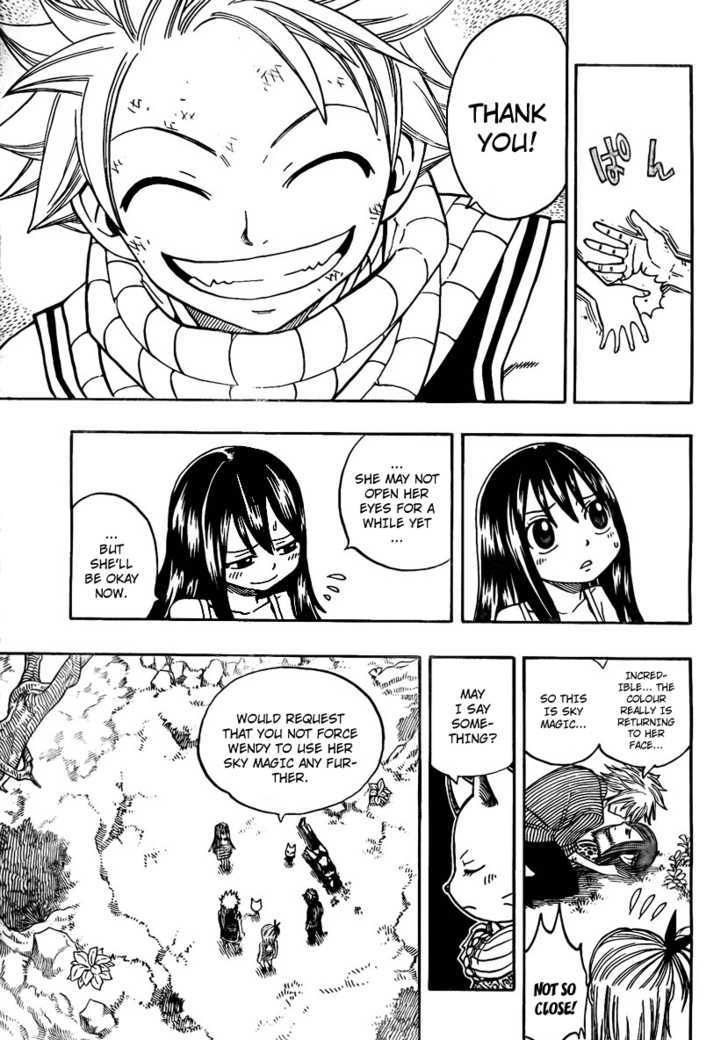 ぱん
THANK
YOU!
...
SHE MAY NOT
OPEN HER
EYES FOR A
WHILE YET
...
...
BUT
SHE'LL
BE OKAY
NOW.
INCRED-
IBLE... THE
COLOUR
REALLY IS
RETURNING
TO HER
FACE...
SO THIS
IS SKY
MAGIC...
NOT SO
CLOSE!
MAY
I SAY
SOME-
THING?
WOULD REQUEST
THAT YOU NOT FORCE
WENDY TO USE HER
SKY MAGIC ANY FUR-
THER.